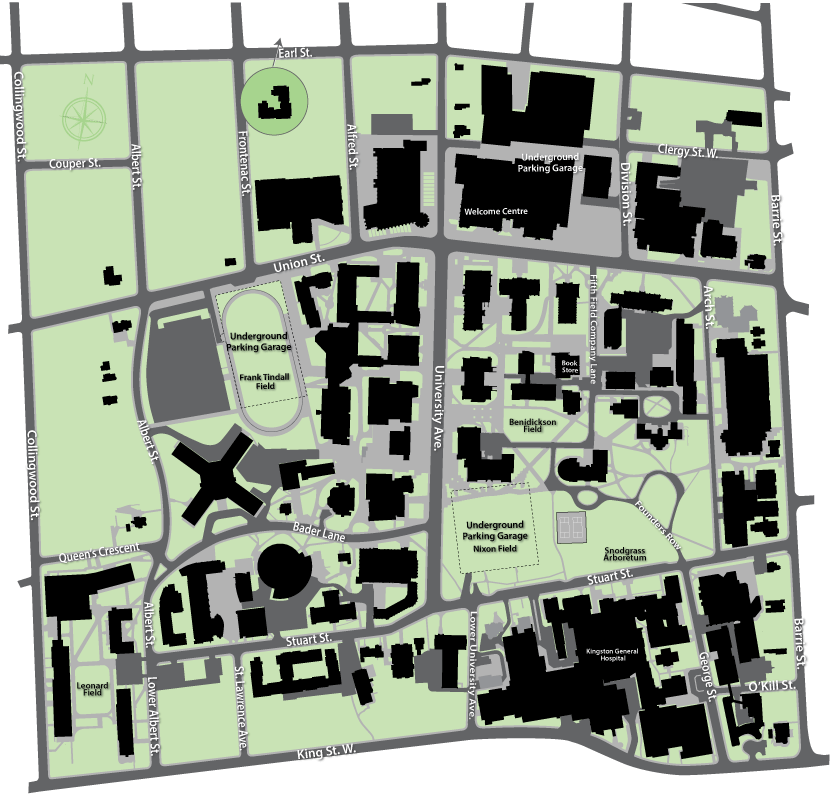 Earl St.
Collingwood St.
N
Couper St.
Albert St.
Frontenac St.
Alfred St.
Underground
Parking Garage
Welcome Centre
Division St.
Clergy St. W.
Barrie St.
Union St.
Underground
Parking Garage
Frank Tindall
Field
University Ave.
Fifth Field Company Lane
Arch St.
Book
Store
Benidickson
Field
Collingwood St.
Albert St.
Founders Row
Queen's Crescent
Bader Lane
Underground
Parking Garage
Nixon Field
Snodgrass
Arboretum
Stuart St.
Albert St.
Stuart St.
Lower University Ave.
Kingston General
Hospital
George St.
Barrie St.
O'Kill St.
Leonard
Field
Lower Albert St.
St. Lawrence Ave.
King St. W.